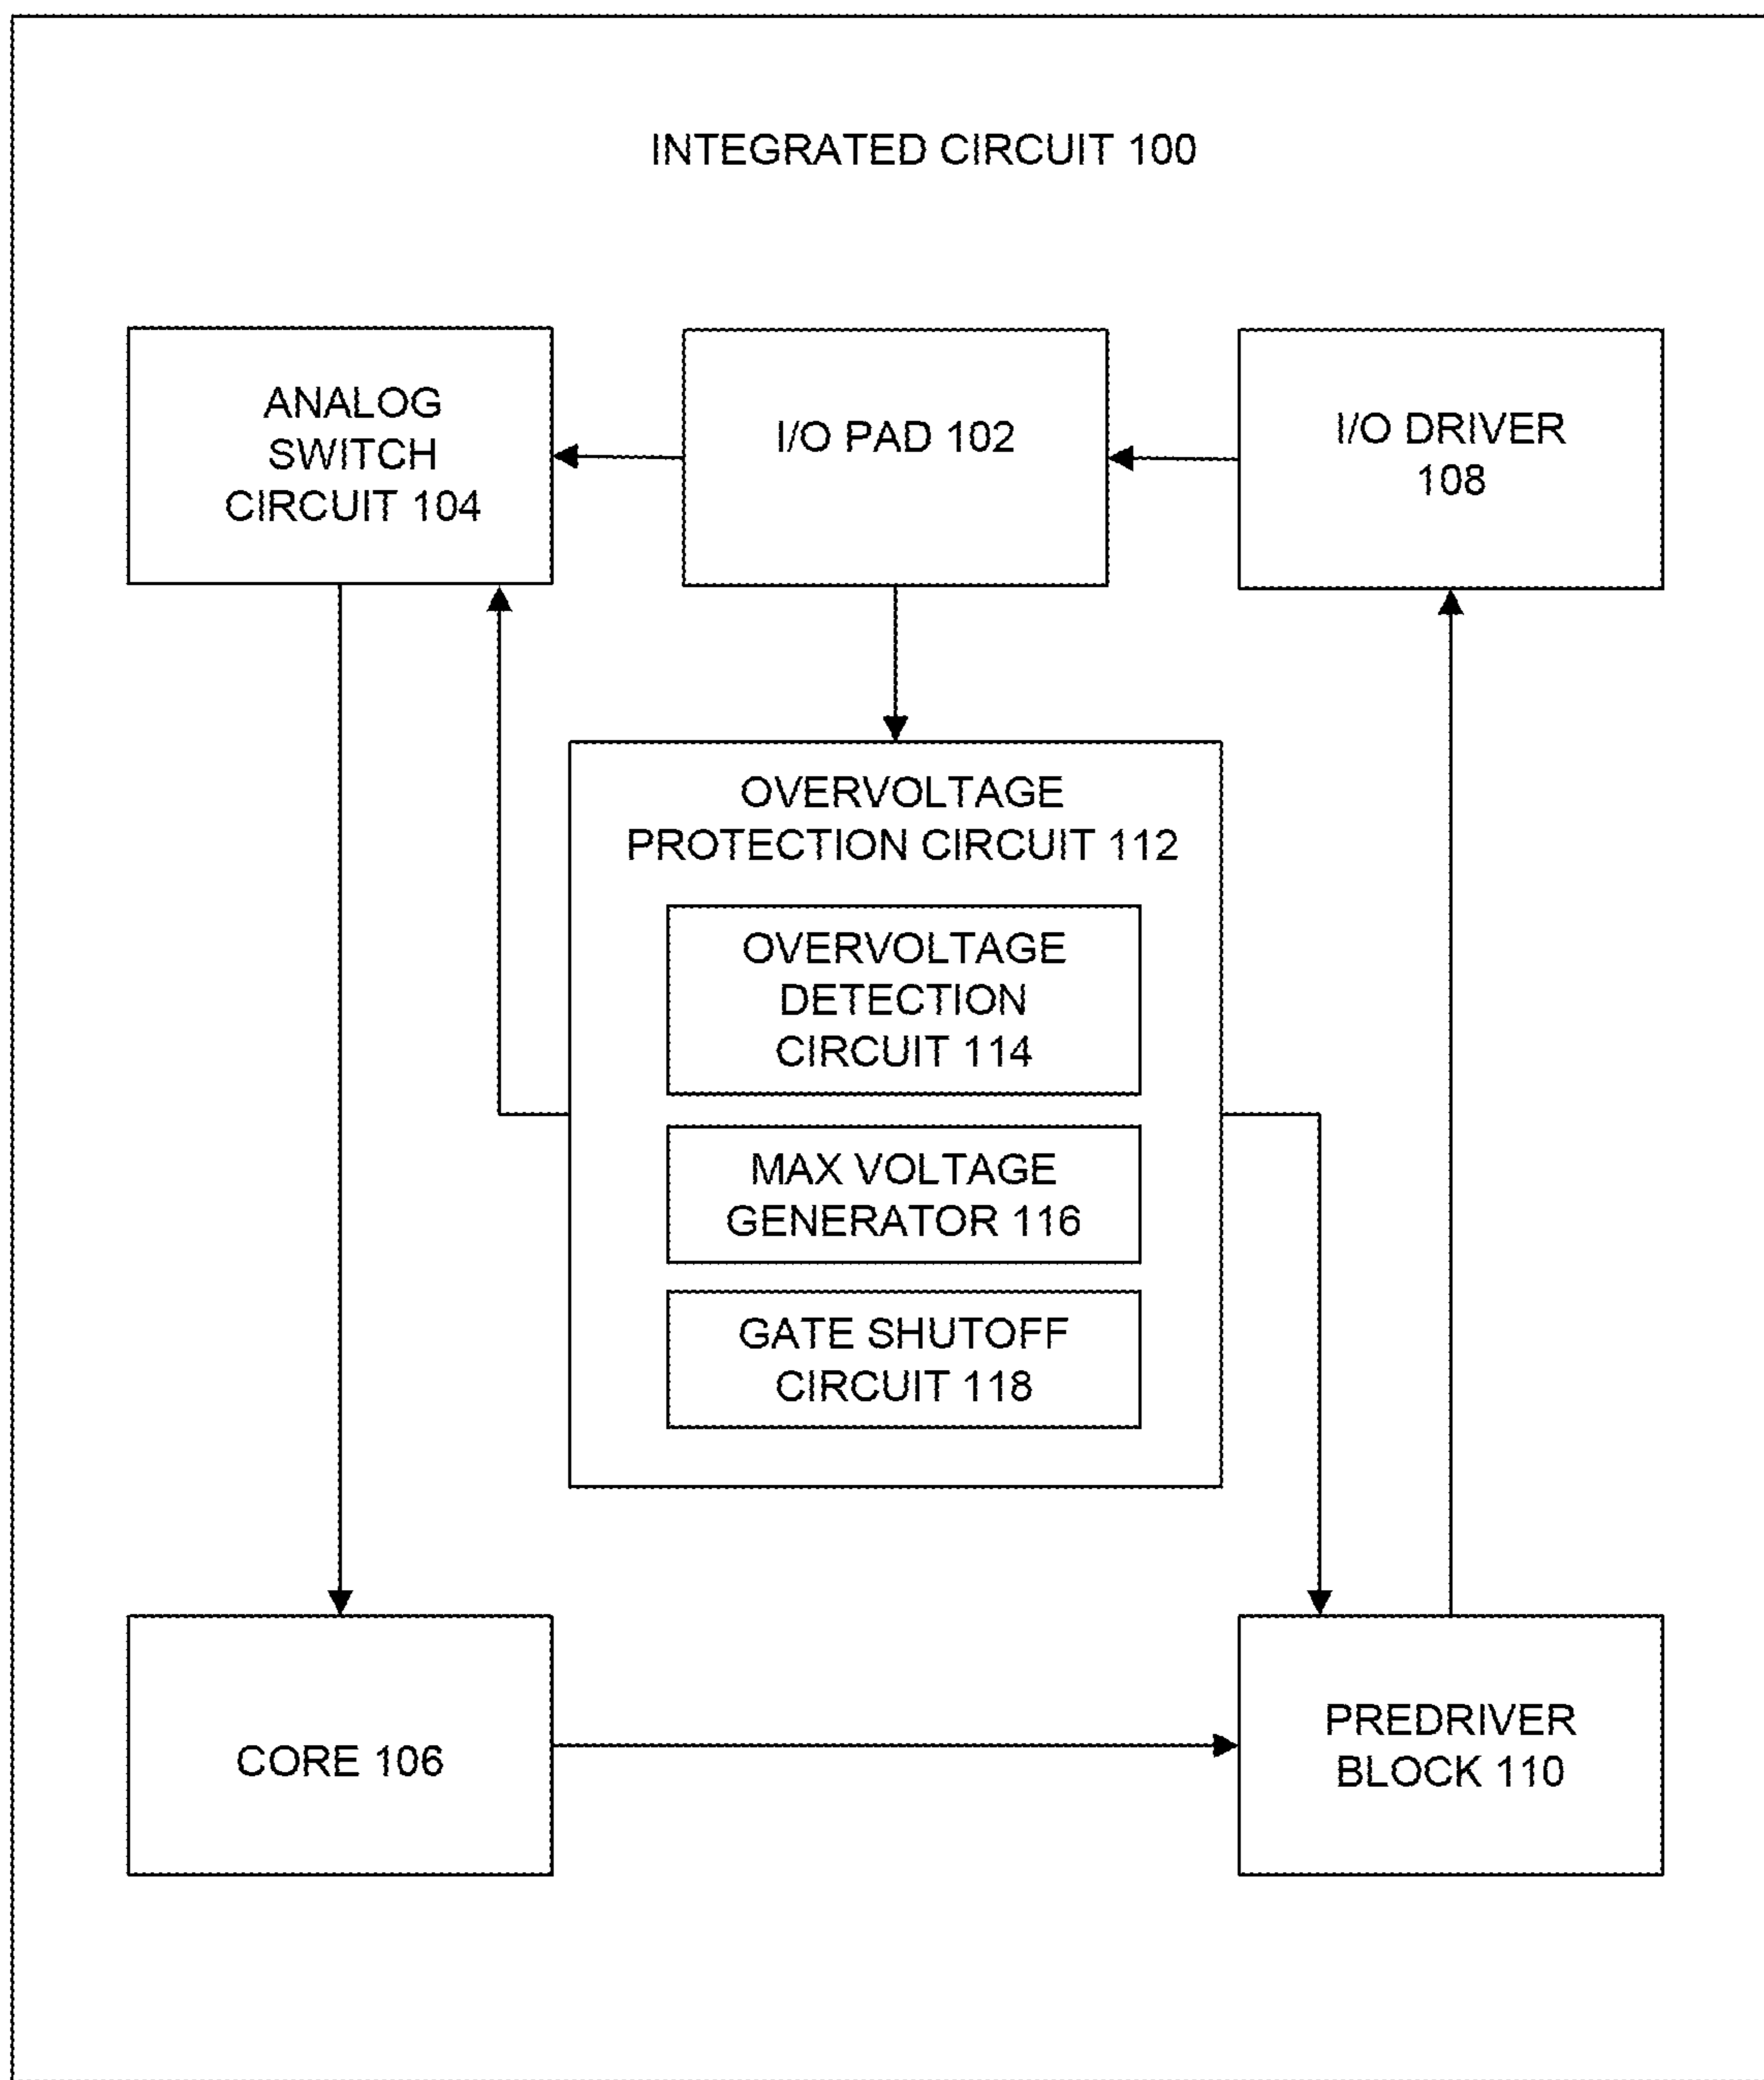 INTEGRATED CIRCUIT 100
ANALOG
SWITCH
CIRCUIT 104
I/O PAD 102
I/O DRIVER
108
OVERVOLTAGE
PROTECTION CIRCUIT 112
OVERVOLTAGE
DETECTION
CIRCUIT 114
MAX VOLTAGE
GENERATOR 116
GATE SHUTOFF
CIRCUIT 118
CORE 106
PREDRIVER
BLOCK 110